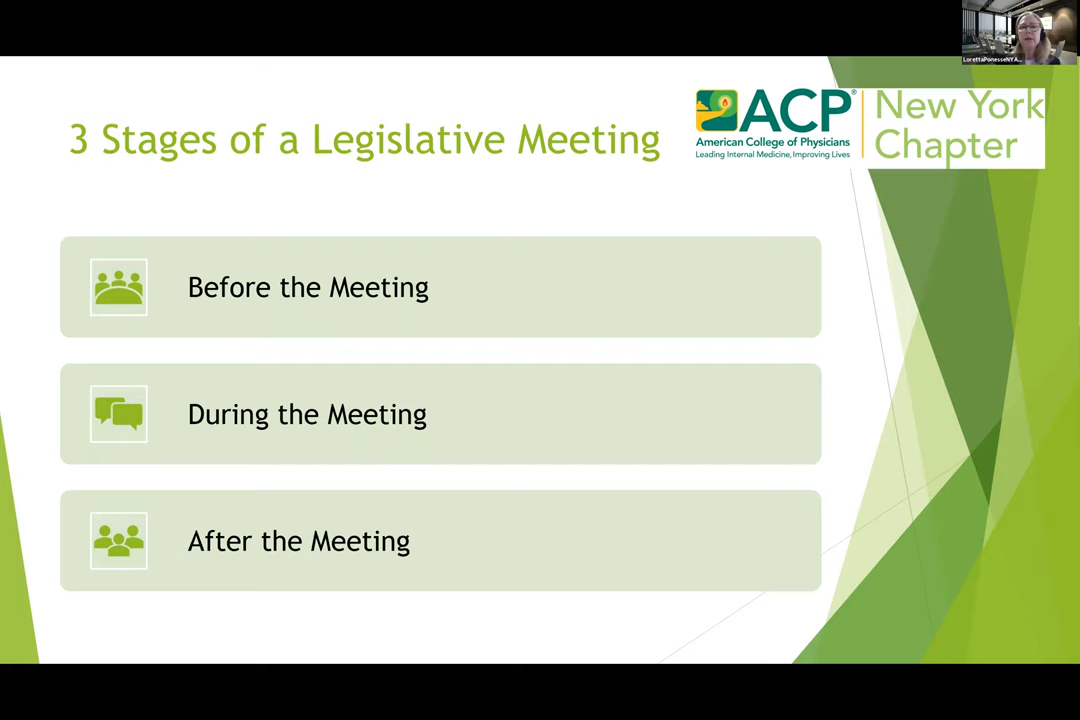 LorettaPonesseNYA...
3 Stages of a Legislative Meeting
ACP®
American College of Physicians
Leading Internal Medicine, Improving Lives
New York
Chapter
Before the Meeting
During the Meeting
After the Meeting